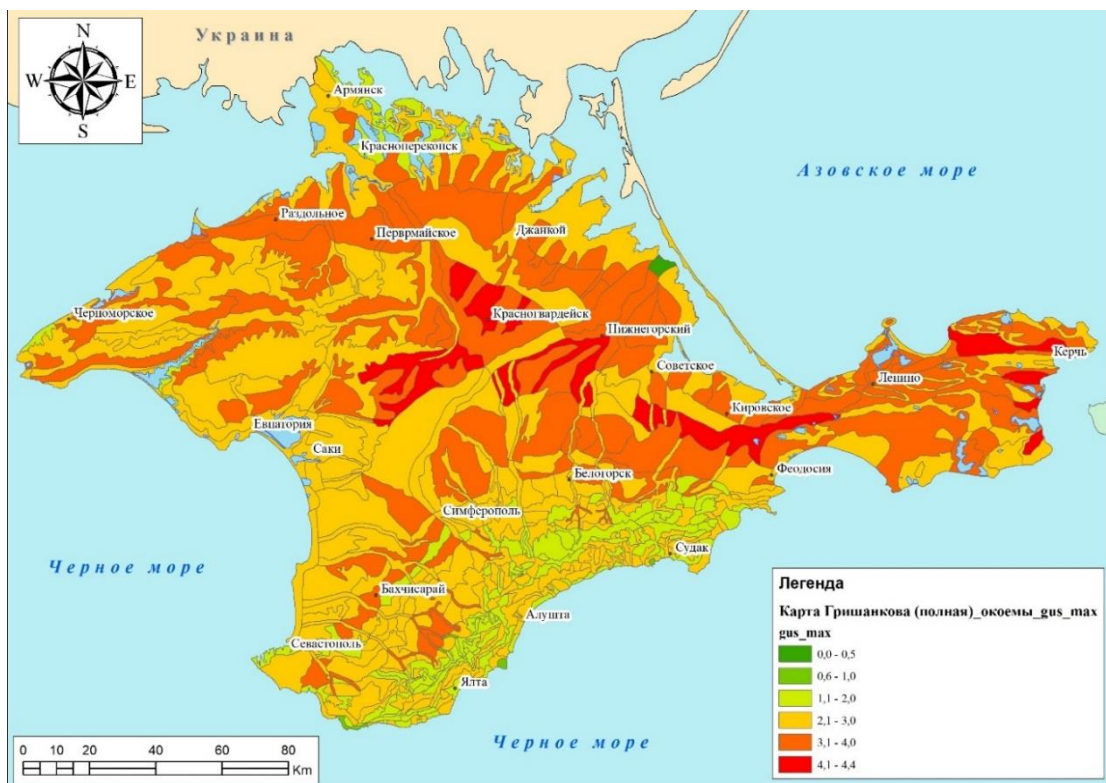 Украина
N
W E
S
Армянск
Красноперекопск
Азовское море
Раздольное
Перврмайское
Джанкой
Черноморское
Красногвардейск
Пижнегорский
Керчь
Советское
Ленино
Кировское
Евпатория
Саки
Белогорск
Феодосия
Симферополь
Судак
Черное море
Бахчисарай
Алушта
Севастополь
Ялта
Черное море
0 5 10 20 40 60 80
Km
Легенда
Карта Гришанкова (полная)_окоемы_gus_max
gus_max
0,0 - 0,5
0,6 - 1,0
1,1 - 2,0
2,1 - 3,0
3,1 - 4,0
4,1 - 4,4